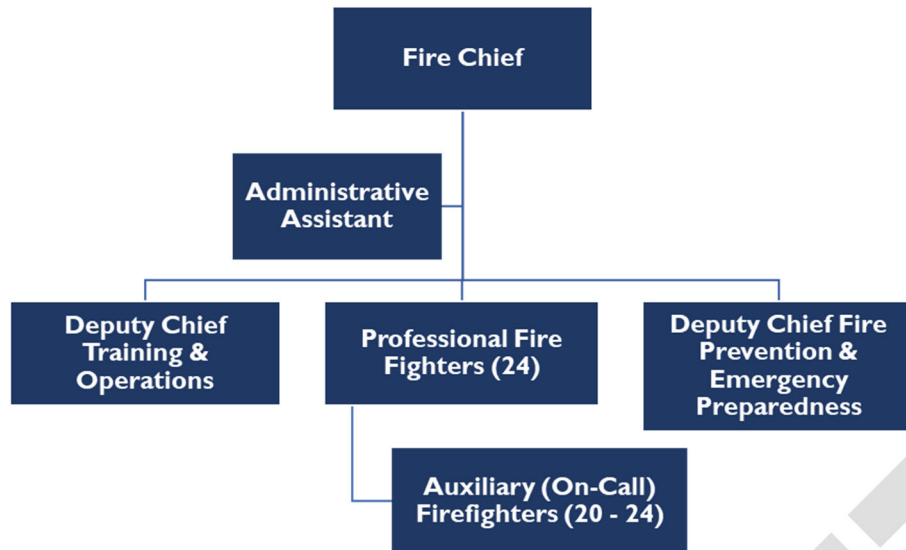 Fire Chief
Administrative
Assistant
Deputy Chief
Training &
Operations
Professional Fire
Fighters (24)
Deputy Chief Fire
Prevention &
Emergency
Preparedness
Auxiliary (On-Call)
Firefighters (20 - 24)